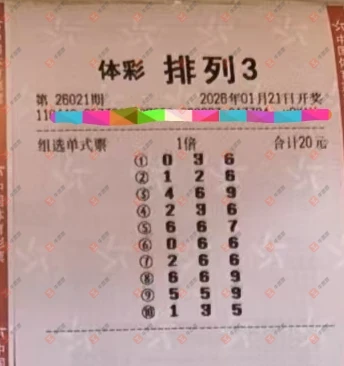 体彩 排列3
第 26021期 2026年01月21日开奖
组选单式票 1倍 合计20元
① 0 3 6
② 1 2 6
③ 4 6 9
④ 2 3 6
⑤ 6 6 7
⑥ 0 6 6
⑦ 2 6 6
⑧ 6 6 9
⑨ 5 5 9
⑩ 1 3 5